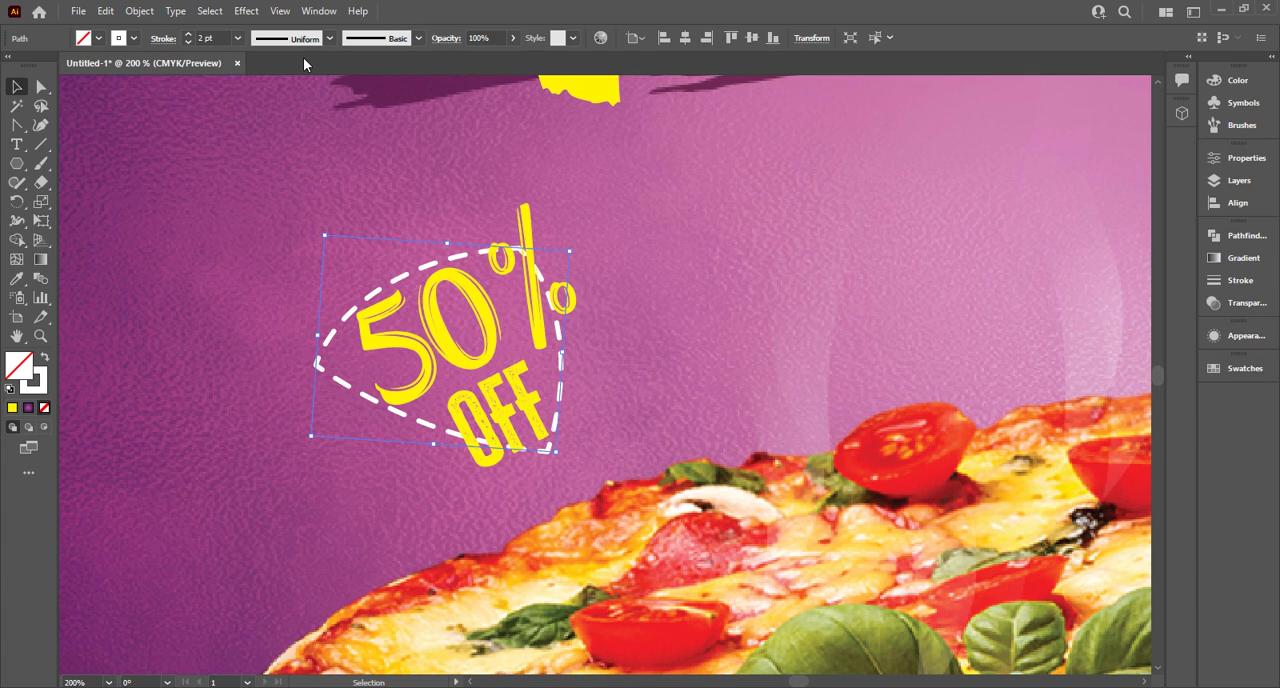 Ai File Edit Object Type Select Effect View Window Help
Path Stroke: 2 pt Uniform Basic Opacity: 100% Style: Transform
Untitled-1* @ 200 % (CMYK/Preview) ×
Color
Symbols
Brushes
Properties
Layers
Align
Pathfind...
Gradient
Stroke
Transpar...
Appeara...
Swatches
50%
OFF
200% 0° 1 Selection